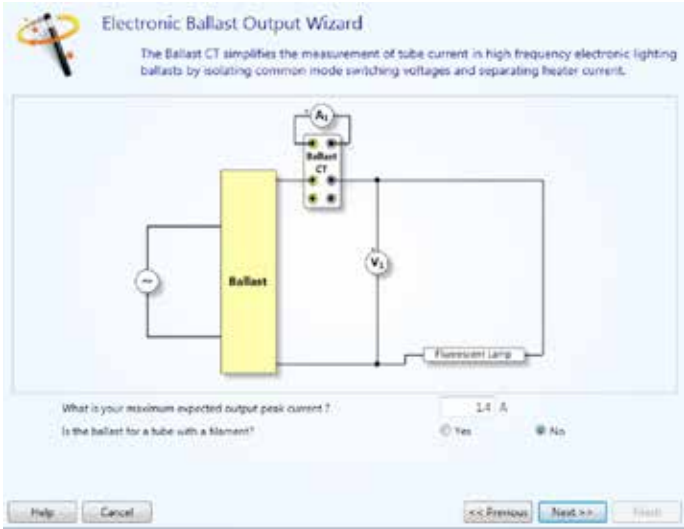 Electronic Ballast Output Wizard
The Ballast CT simplifies the measurement of tube current in high frequency electronic lighting
ballasts by isolating common mode switching voltages and separating heater current.
A1
Ballast
CT
V1
~
Ballast
Fluorescent Lamp
What is your maximum expected output peak current ?
1.4 A
Is the ballast for a tube with a filament?
Yes
No
Help
Cancel
<< Previous
Next >>
Finish